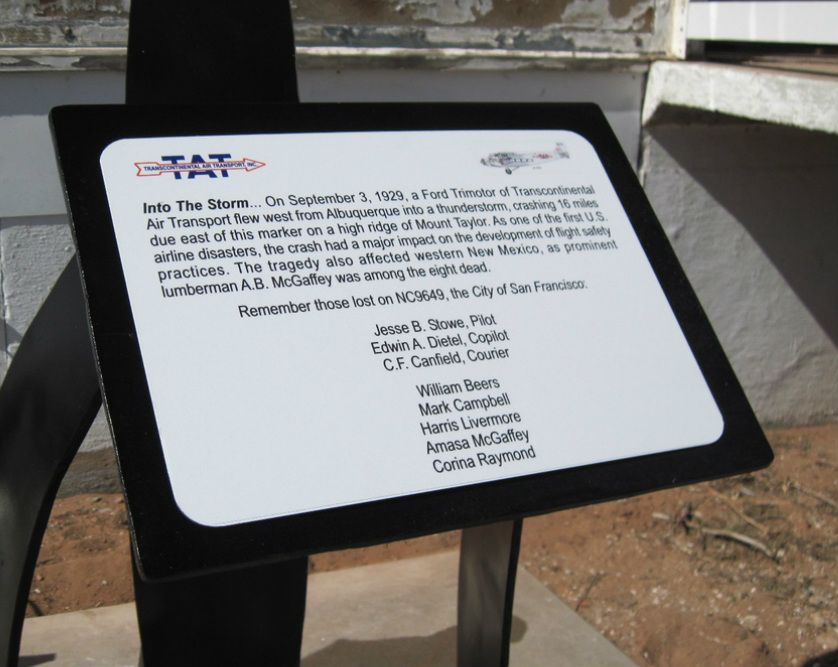 TAT
TRANSCONTINENTAL AIR TRANSPORT, INC.
Into The Storm... On September 3, 1929, a Ford Trimotor of Transcontinental
Air Transport flew west from Albuquerque into a thunderstorm, crashing 16 miles
due east of this marker on a high ridge of Mount Taylor. As one of the first U.S.
airline disasters, the crash had a major impact on the development of flight safety
practices. The tragedy also affected western New Mexico, as prominent
lumberman A.B. McGaffey was among the eight dead.
Remember those lost on NC9649, the City of San Francisco:
Jesse B. Stowe, Pilot
Edwin A. Dietel, Copilot
C.F. Canfield, Courier
William Beers
Mark Campbell
Harris Livermore
Amasa McGaffey
Corina Raymond